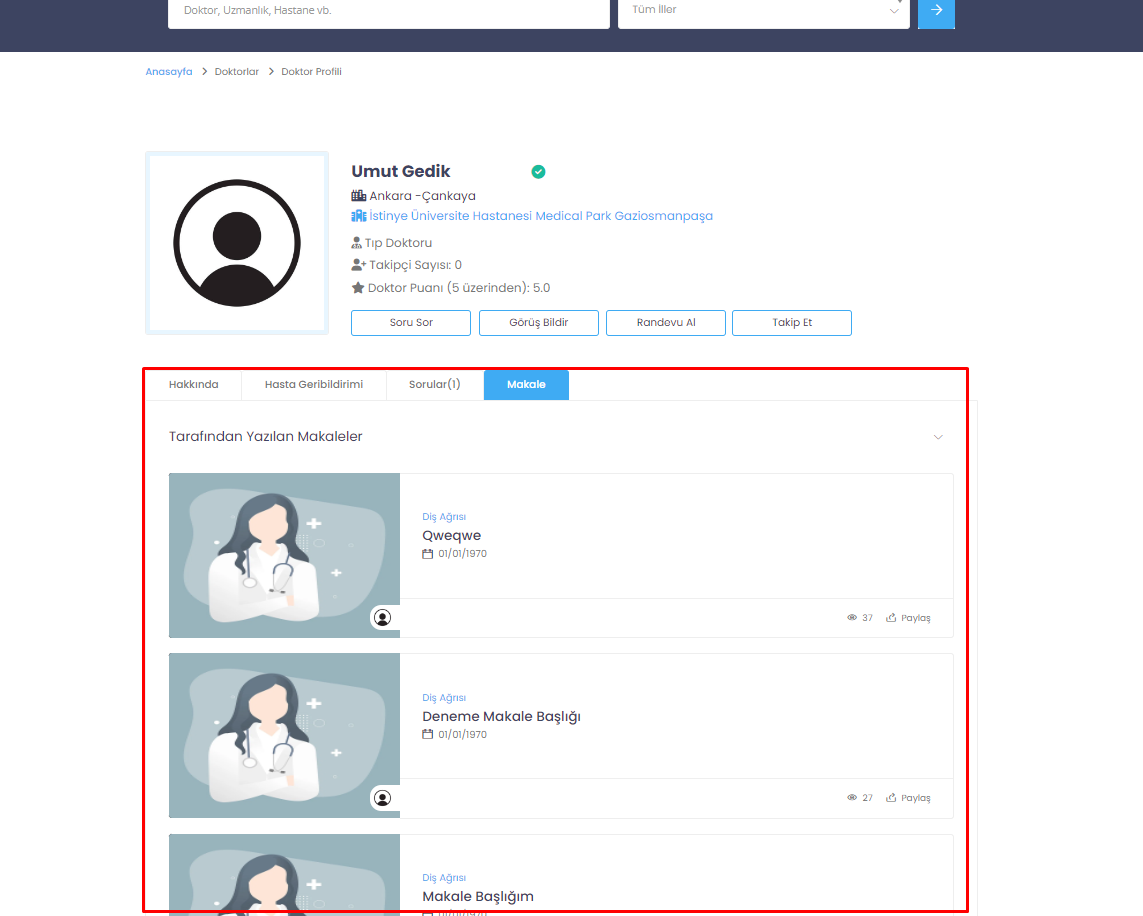 Doktor, Uzmanlık, Hastane vb.
Tüm İller
Anasayfa > Doktorlar > Doktor Profili
Umut Gedik
Ankara -Çankaya
İstinye Üniversite Hastanesi Medical Park Gaziosmanpaşa
Tıp Doktoru
Takipçi Sayısı: 0
Doktor Puanı (5 üzerinden): 5.0
Soru Sor Görüş Bildir Randevu Al Takip Et
Hakkında Hasta Geribildirimi Sorular(1) Makale
Tarafından Yazılan Makaleler
Diş Ağrısı
Qweqwe
01/01/1970
37 Paylaş
Diş Ağrısı
Deneme Makale Başlığı
01/01/1970
27 Paylaş
Diş Ağrısı
Makale Başlığım